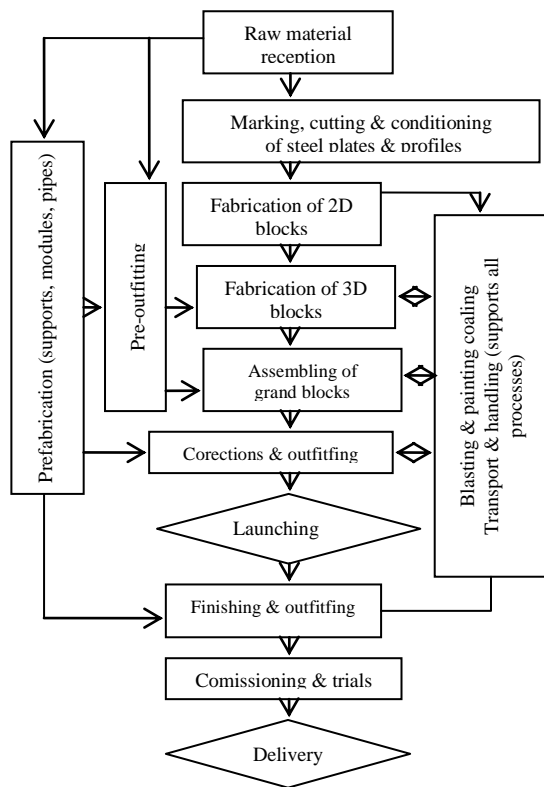 Raw material
reception
Marking, cutting & conditioning
of steel plates & profiles
Prefabrication (supports, modules, pipes)
Pre-outfitting
Fabrication of 2D
blocks
Fabrication of 3D
blocks
Assembling of
grand blocks
Blasting & painting coaling
Transport & handling (supports all
processes)
Corections & outfitfing
Launching
Finishing & outfitfing
Comissioning & trials
Delivery